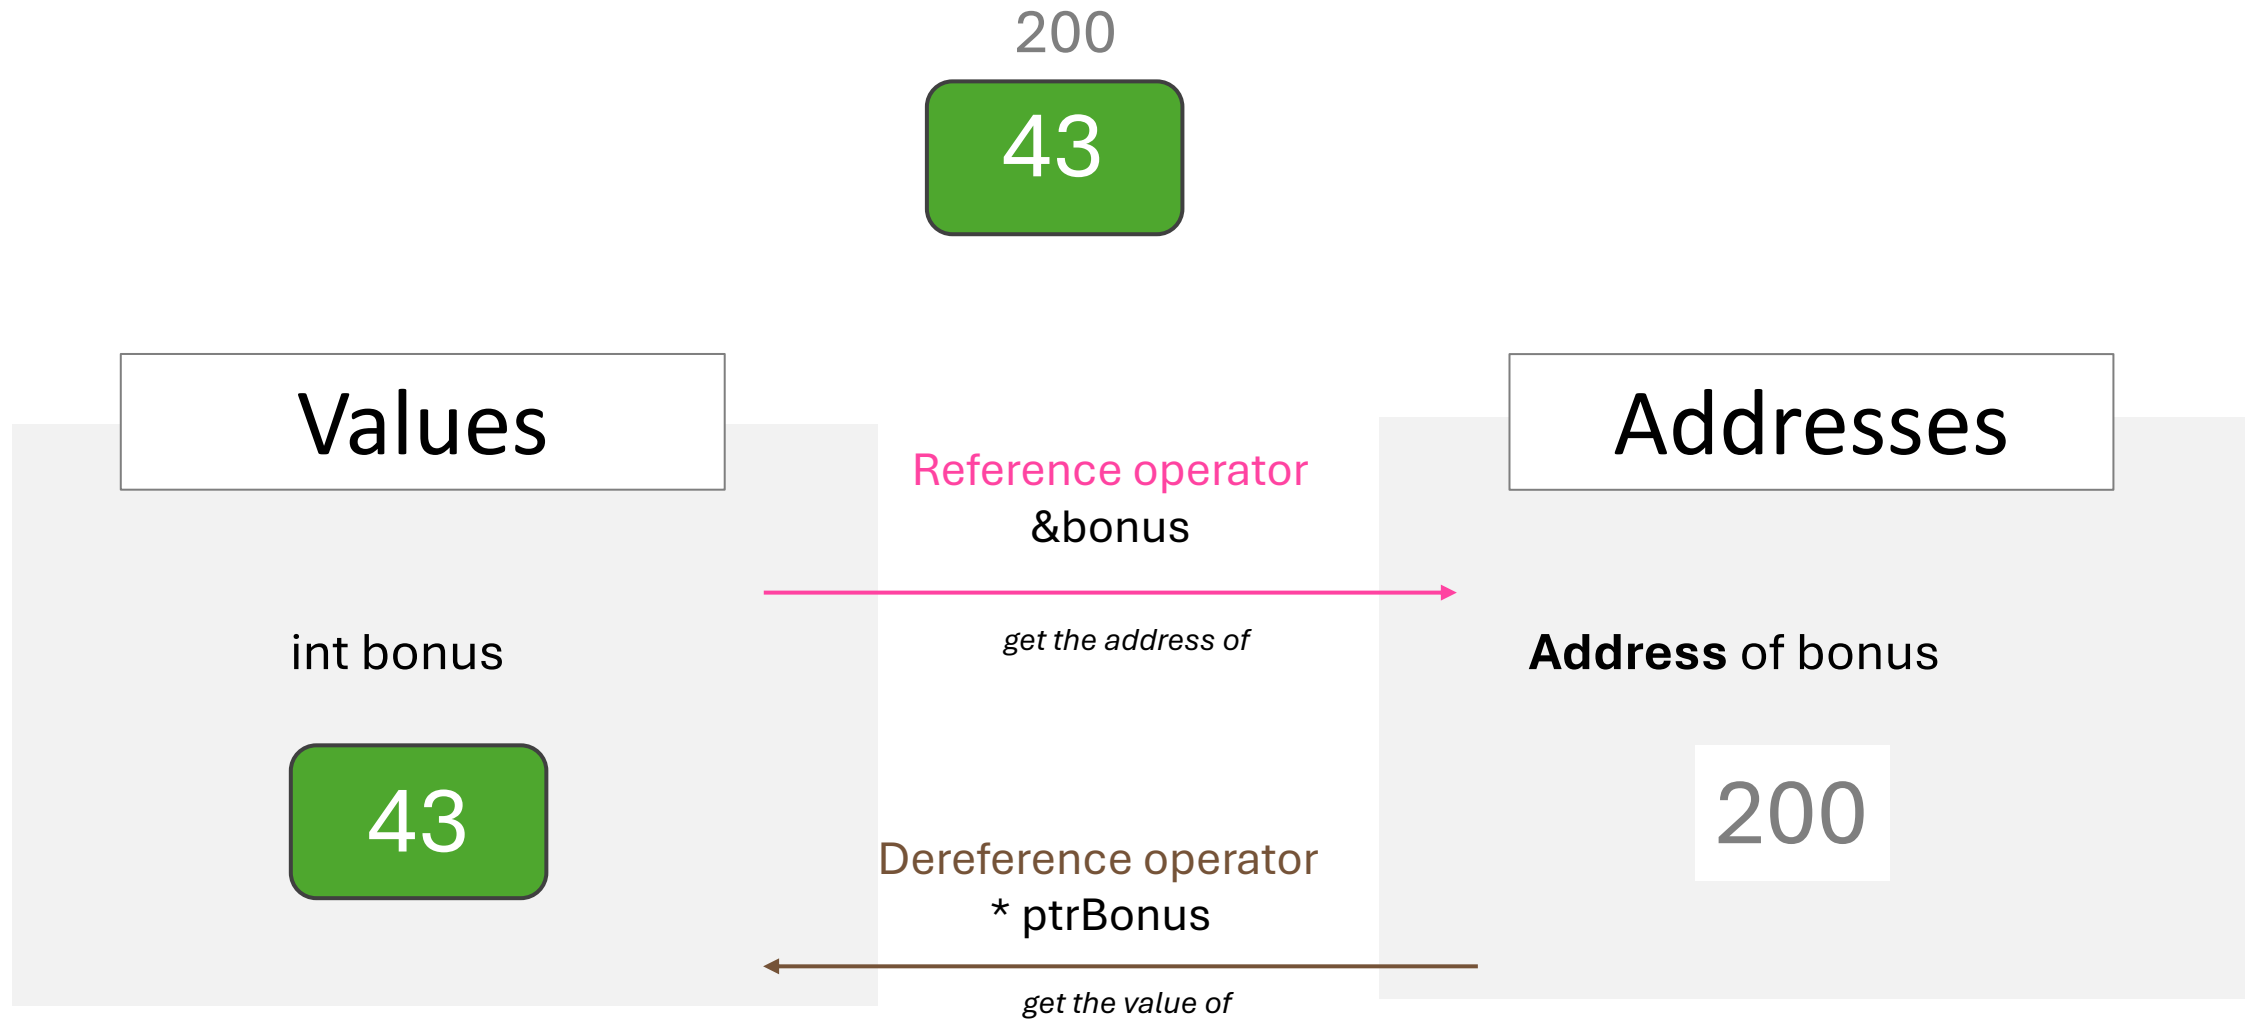 200
43
Values
Addresses
Reference operator
&bonus
get the address of
int bonus
Address of bonus
43
200
Dereference operator
* ptrBonus
get the value of